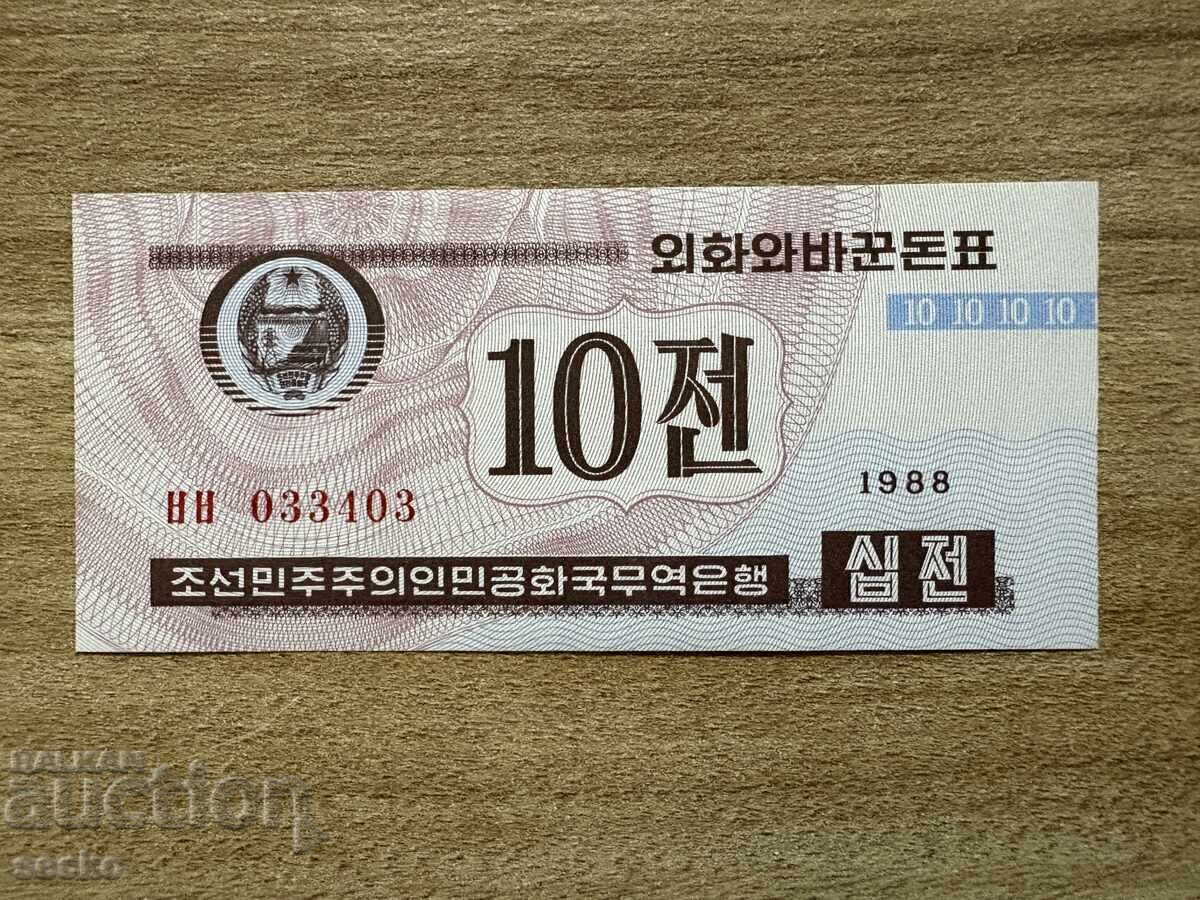 외화와바꾼돈표
10 10 10 10
10전
1988
ㅂㅂ 033403
조선민주주의인민공화국무역은행
십전
BALKAN
auction
secko